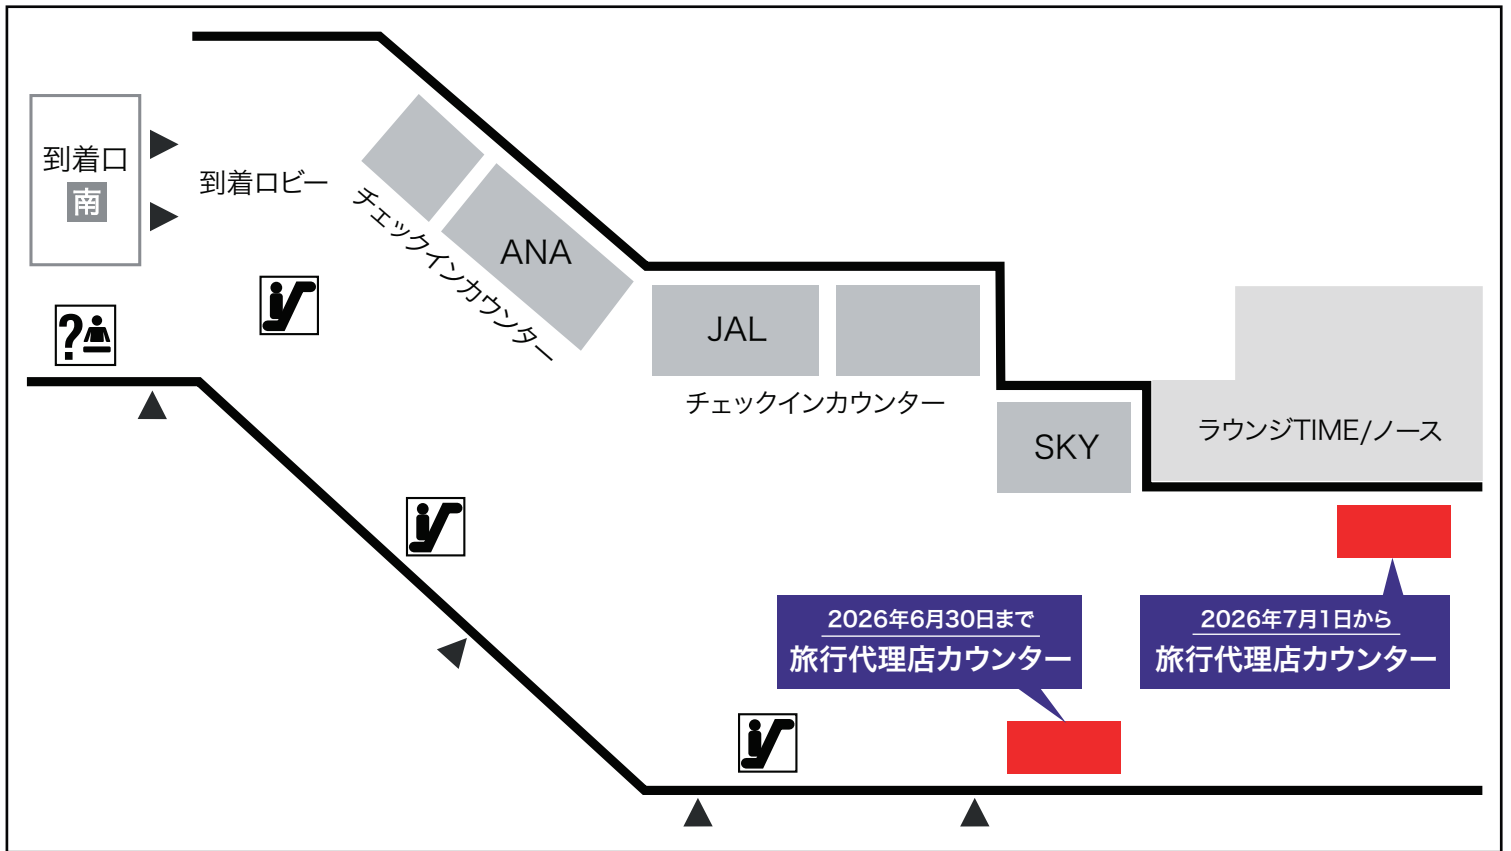 到着口
南
到着ロビー
ANA
チェックインカウンター
JAL
チェックインカウンター
SKY
ラウンジTIME/ノース
?
2026年6月30日まで
旅行代理店カウンター
2026年7月1日から
旅行代理店カウンター